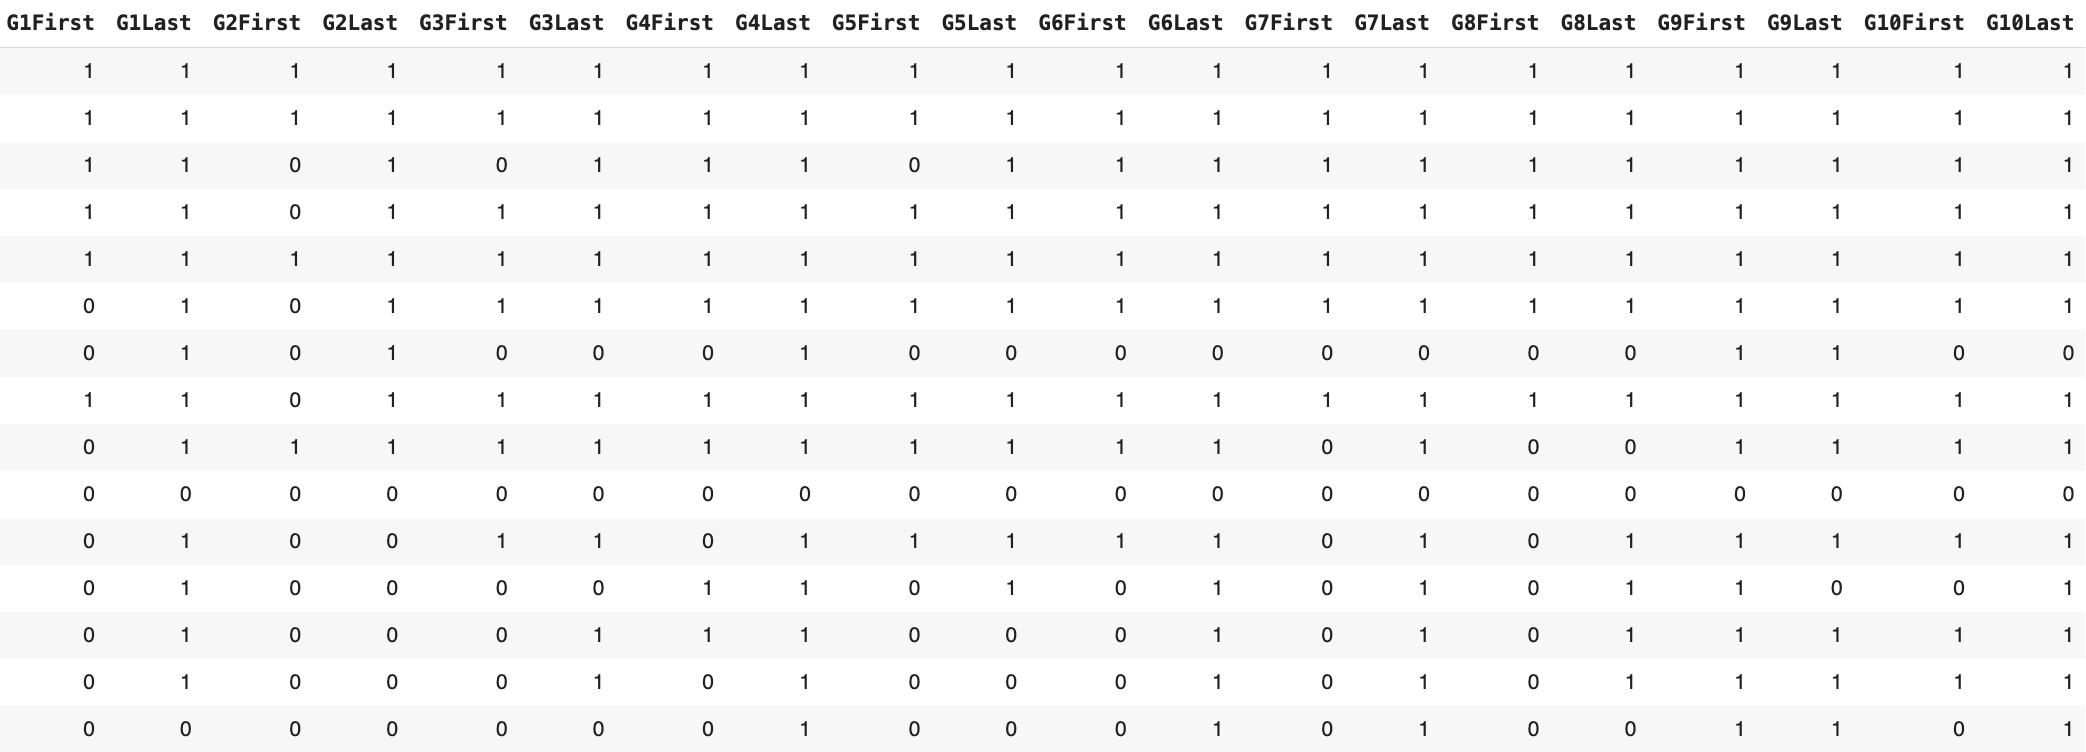 G1First G1Last G2First G2Last G3First G3Last G4First G4Last G5First G5Last G6First G6Last G7First G7Last G8First G8Last G9First G9Last G10First G10Last
1 1 1 1 1 1 1 1 1 1 1 1 1 1 1 1 1 1 1 1
1 1 1 1 1 1 1 1 1 1 1 1 1 1 1 1 1 1 1 1
1 1 0 1 0 1 1 1 0 1 1 1 1 1 1 1 1 1 1 1
1 1 0 1 1 1 1 1 1 1 1 1 1 1 1 1 1 1 1 1
1 1 1 1 1 1 1 1 1 1 1 1 1 1 1 1 1 1 1 1
0 1 0 1 1 1 1 1 1 1 1 1 1 1 1 1 1 1 1 1
0 1 0 1 0 0 0 1 0 0 0 0 0 0 0 0 1 1 0 0
1 1 0 1 1 1 1 1 1 1 1 1 1 1 1 1 1 1 1 1
0 1 1 1 1 1 1 1 1 1 1 1 0 1 0 0 1 1 1 1
0 0 0 0 0 0 0 0 0 0 0 0 0 0 0 0 0 0 0 0
0 1 0 0 1 1 0 1 1 1 1 1 0 1 0 1 1 1 1 1
0 1 0 0 0 0 1 1 0 1 0 1 0 1 0 1 1 0 0 1
0 1 0 0 0 1 1 1 0 0 0 1 0 1 0 1 1 1 1 1
0 1 0 0 0 1 0 1 0 0 0 1 0 1 0 1 1 1 1 1
0 0 0 0 0 0 0 1 0 0 0 1 0 1 0 0 1 1 0 1